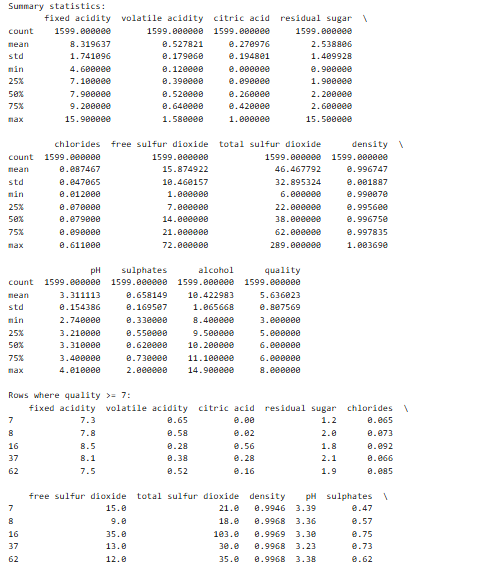 Summary statistics:
fixed acidity volatile acidity citric acid residual sugar \
count 1599.000000 1599.000000 1599.000000 1599.000000
mean 8.319637 0.527821 0.270976 2.538806
std 1.741096 0.179060 0.194801 1.409928
min 4.600000 0.120000 0.000000 0.900000
25% 7.100000 0.390000 0.090000 1.900000
50% 7.900000 0.520000 0.260000 2.200000
75% 9.200000 0.640000 0.420000 2.600000
max 15.900000 1.580000 1.000000 15.500000
chlorides free sulfur dioxide total sulfur dioxide density \
count 1599.000000 1599.000000 1599.000000 1599.000000
mean 0.087467 15.874922 46.467792 0.996747
std 0.047065 10.460157 32.895324 0.001887
min 0.012000 1.000000 6.000000 0.990070
25% 0.070000 7.000000 22.000000 0.995600
50% 0.079000 14.000000 38.000000 0.996750
75% 0.090000 21.000000 62.000000 0.997835
max 0.611000 72.000000 289.000000 1.003690
pH sulphates alcohol quality
count 1599.000000 1599.000000 1599.000000 1599.000000
mean 3.311113 0.658149 10.422983 5.636023
std 0.154386 0.169507 1.065668 0.807569
min 2.740000 0.330000 8.400000 3.000000
25% 3.210000 0.550000 9.500000 5.000000
50% 3.310000 0.620000 10.200000 6.000000
75% 3.400000 0.730000 11.100000 6.000000
max 4.010000 2.000000 14.900000 8.000000
Rows where quality >= 7:
fixed acidity volatile acidity citric acid residual sugar chlorides \
7 7.3 0.65 0.00 1.2 0.065
8 7.8 0.58 0.02 2.0 0.073
16 8.5 0.28 0.56 1.8 0.092
37 8.1 0.38 0.28 2.1 0.066
62 7.5 0.52 0.16 1.9 0.085
free sulfur dioxide total sulfur dioxide density pH sulphates \
7 15.0 21.0 0.9946 3.39 0.47
8 9.0 18.0 0.9968 3.36 0.57
16 35.0 103.0 0.9969 3.30 0.75
37 13.0 30.0 0.9968 3.23 0.73
62 12.0 35.0 0.9968 3.38 0.62